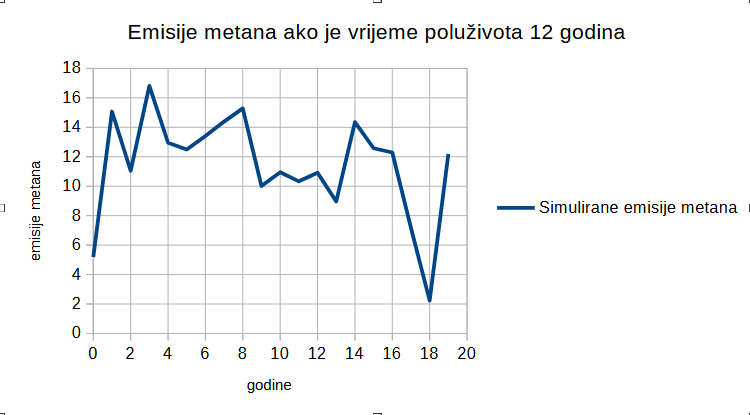 Emisije metana ako je vrijeme poluživota 12 godina
18
16
14
12
10
8
6
4
2
0
emisije metana
0 2 4 6 8 10 12 14 16 18 20
godine
Simulirane emisije metana